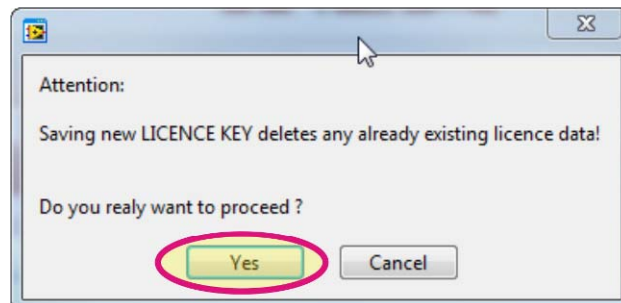 Attention:
Saving new LICENCE KEY deletes any already existing licence data!
Do you realy want to proceed ?
Yes Cancel